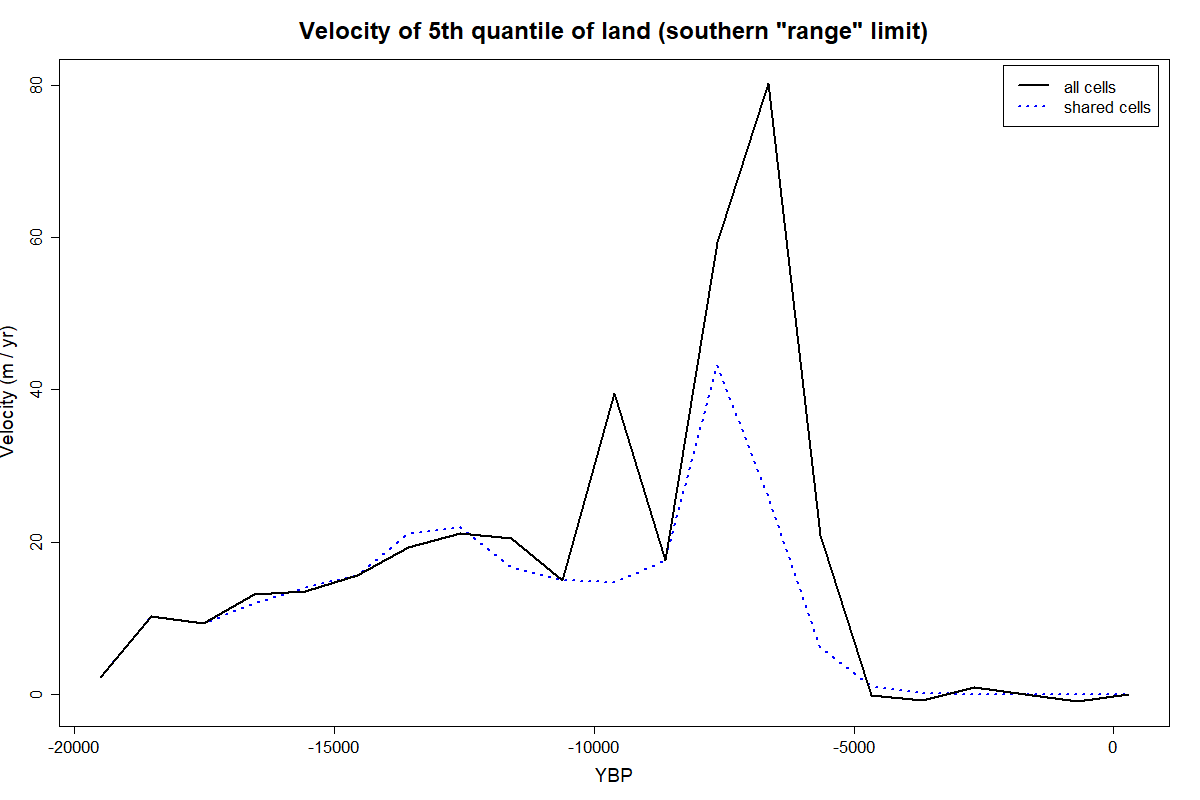 Velocity of 5th quantile of land (southern "range" limit)
all cells
shared cells
Velocity (m / yr)
80
60
40
20
0
-20000
-15000
-10000
-5000
0
YBP